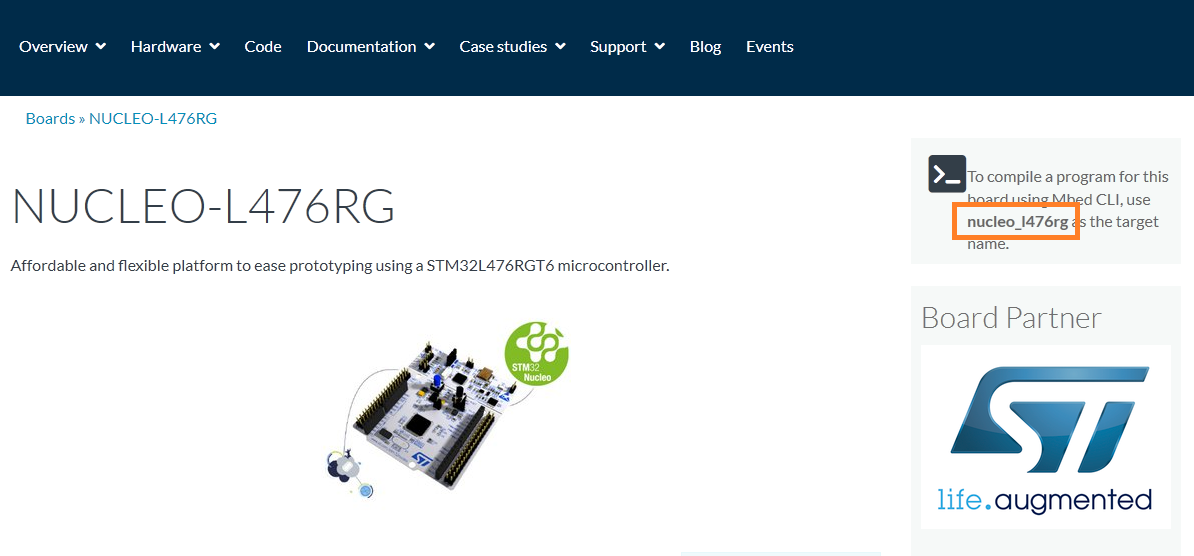 Overview Hardware Code Documentation Case studies Support Blog Events
Boards » NUCLEO-L476RG
NUCLEO-L476RG
Affordable and flexible platform to ease prototyping using a STM32L476RGT6 microcontroller.
STM32
Nucleo
ST
To compile a program for this
board using Mbed CLI, use
nucleo_l476rg as the target
name.
Board Partner
ST
life.augmented